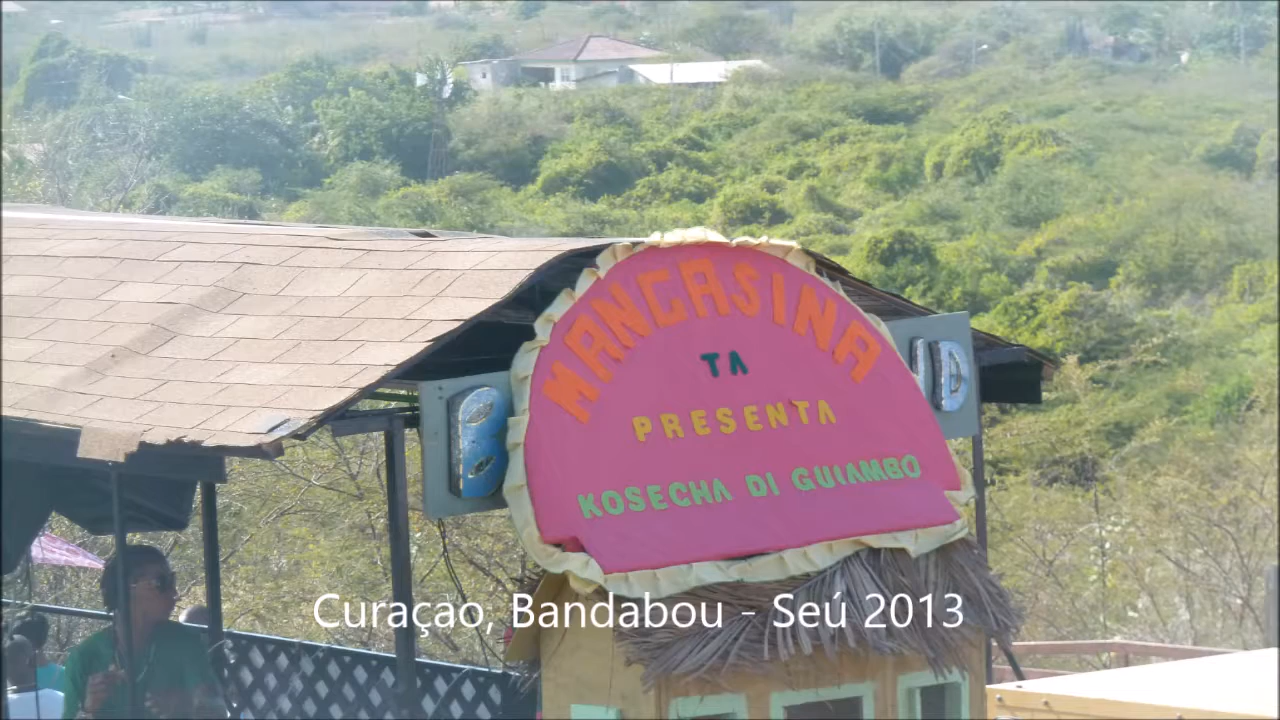 MANGASINA
TA
PRESENTA
KOSECHA DI GUIAMBO
Curaçao, Bandabou - Seú 2013